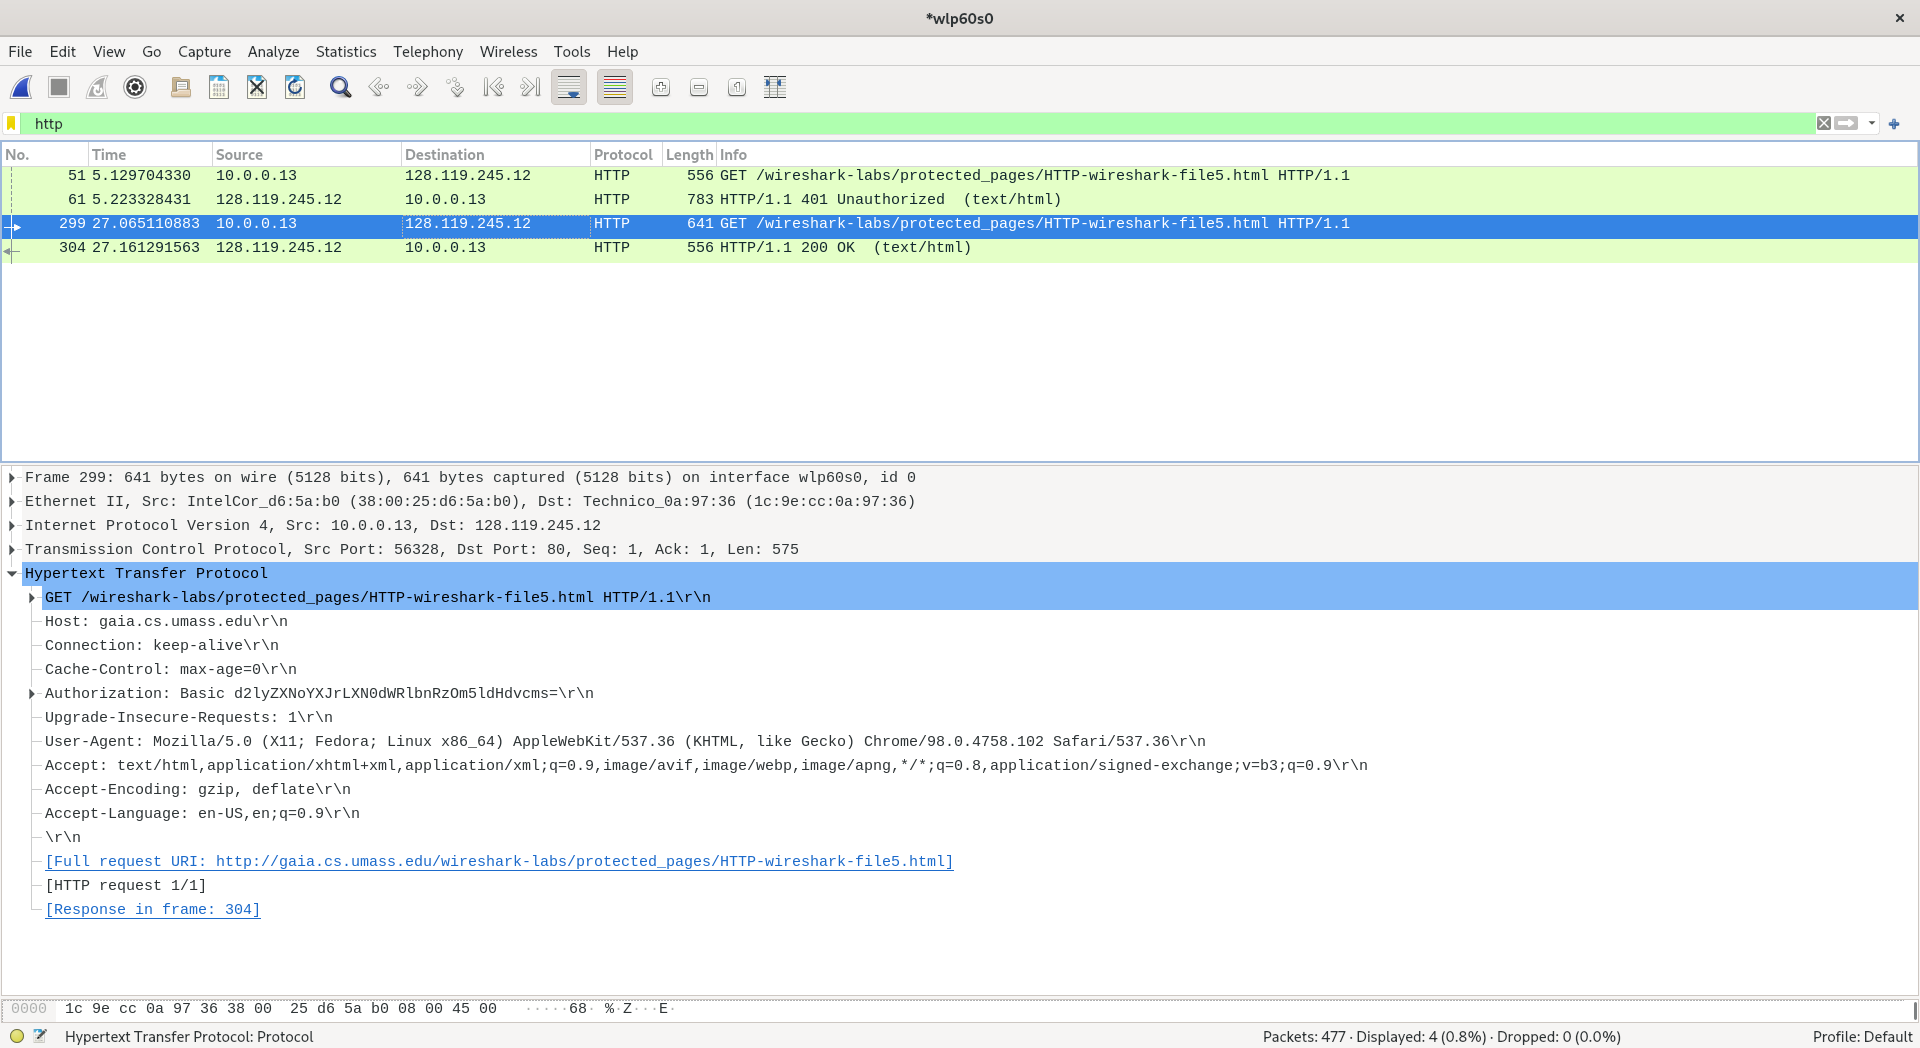 *wlp60s0
File Edit View Go Capture Analyze Statistics Telephony Wireless Tools Help
http
No. Time Source Destination Protocol Length Info
51 5.129704330 10.0.0.13 128.119.245.12 HTTP 556 GET /wireshark-labs/protected_pages/HTTP-wireshark-file5.html HTTP/1.1
61 5.223328431 128.119.245.12 10.0.0.13 HTTP 783 HTTP/1.1 401 Unauthorized (text/html)
299 27.065110883 10.0.0.13 128.119.245.12 HTTP 641 GET /wireshark-labs/protected_pages/HTTP-wireshark-file5.html HTTP/1.1
304 27.161291563 128.119.245.12 10.0.0.13 HTTP 556 HTTP/1.1 200 OK (text/html)
Frame 299: 641 bytes on wire (5128 bits), 641 bytes captured (5128 bits) on interface wlp60s0, id 0
Ethernet II, Src: IntelCor_d6:5a:b0 (38:00:25:d6:5a:b0), Dst: Technico_0a:97:36 (1c:9e:cc:0a:97:36)
Internet Protocol Version 4, Src: 10.0.0.13, Dst: 128.119.245.12
Transmission Control Protocol, Src Port: 56328, Dst Port: 80, Seq: 1, Ack: 1, Len: 575
Hypertext Transfer Protocol
GET /wireshark-labs/protected_pages/HTTP-wireshark-file5.html HTTP/1.1\r\n
Host: gaia.cs.umass.edu\r\n
Connection: keep-alive\r\n
Cache-Control: max-age=0\r\n
Authorization: Basic d2lyZXNoYXJrLXN0dWRlbnRzOm5ldHdvcms=\r\n
Upgrade-Insecure-Requests: 1\r\n
User-Agent: Mozilla/5.0 (X11; Fedora; Linux x86_64) AppleWebKit/537.36 (KHTML, like Gecko) Chrome/98.0.4758.102 Safari/537.36\r\n
Accept: text/html,application/xhtml+xml,application/xml;q=0.9,image/avif,image/webp,image/apng,*/*;q=0.8,application/signed-exchange;v=b3;q=0.9\r\n
Accept-Encoding: gzip, deflate\r\n
Accept-Language: en-US,en;q=0.9\r\n
\r\n
[Full request URI: http://gaia.cs.umass.edu/wireshark-labs/protected_pages/HTTP-wireshark-file5.html]
[HTTP request 1/1]
[Response in frame: 304]
0000 1c 9e cc 0a 97 36 38 00 25 d6 5a b0 08 00 45 00 ·····68· %·Z···E·
Hypertext Transfer Protocol: Protocol Packets: 477 · Displayed: 4 (0.8%) · Dropped: 0 (0.0%) Profile: Default